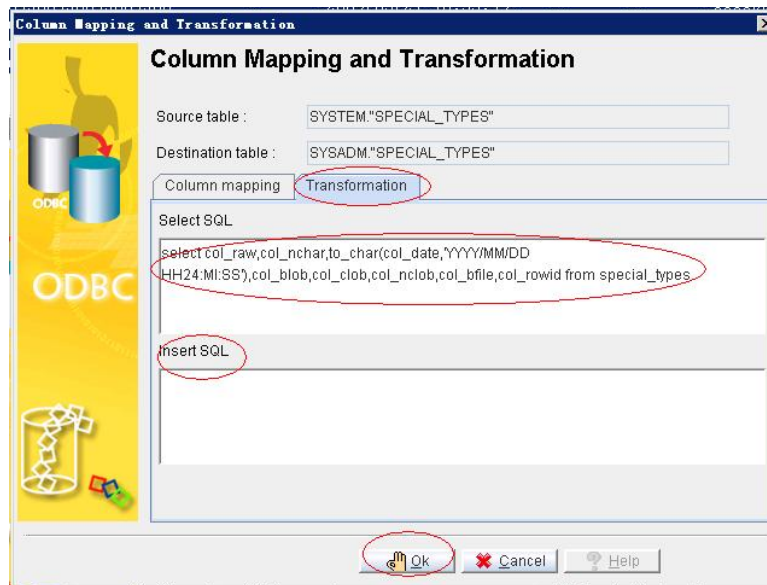 Column Mapping and Transformation
Column Mapping and Transformation
Source table : SYSTEM."SPECIAL_TYPES"
Destination table : SYSADM."SPECIAL_TYPES"
Column mapping Transformation
ODBC
Select SQL
select col_raw,col_nchar,to_char(col_date,'YYYY/MM/DD
HH24:MI:SS'),col_blob,col_clob,col_nclob,col_bfile,col_rowid from special_types
ODBC
Insert SQL
Ok Cancel Help